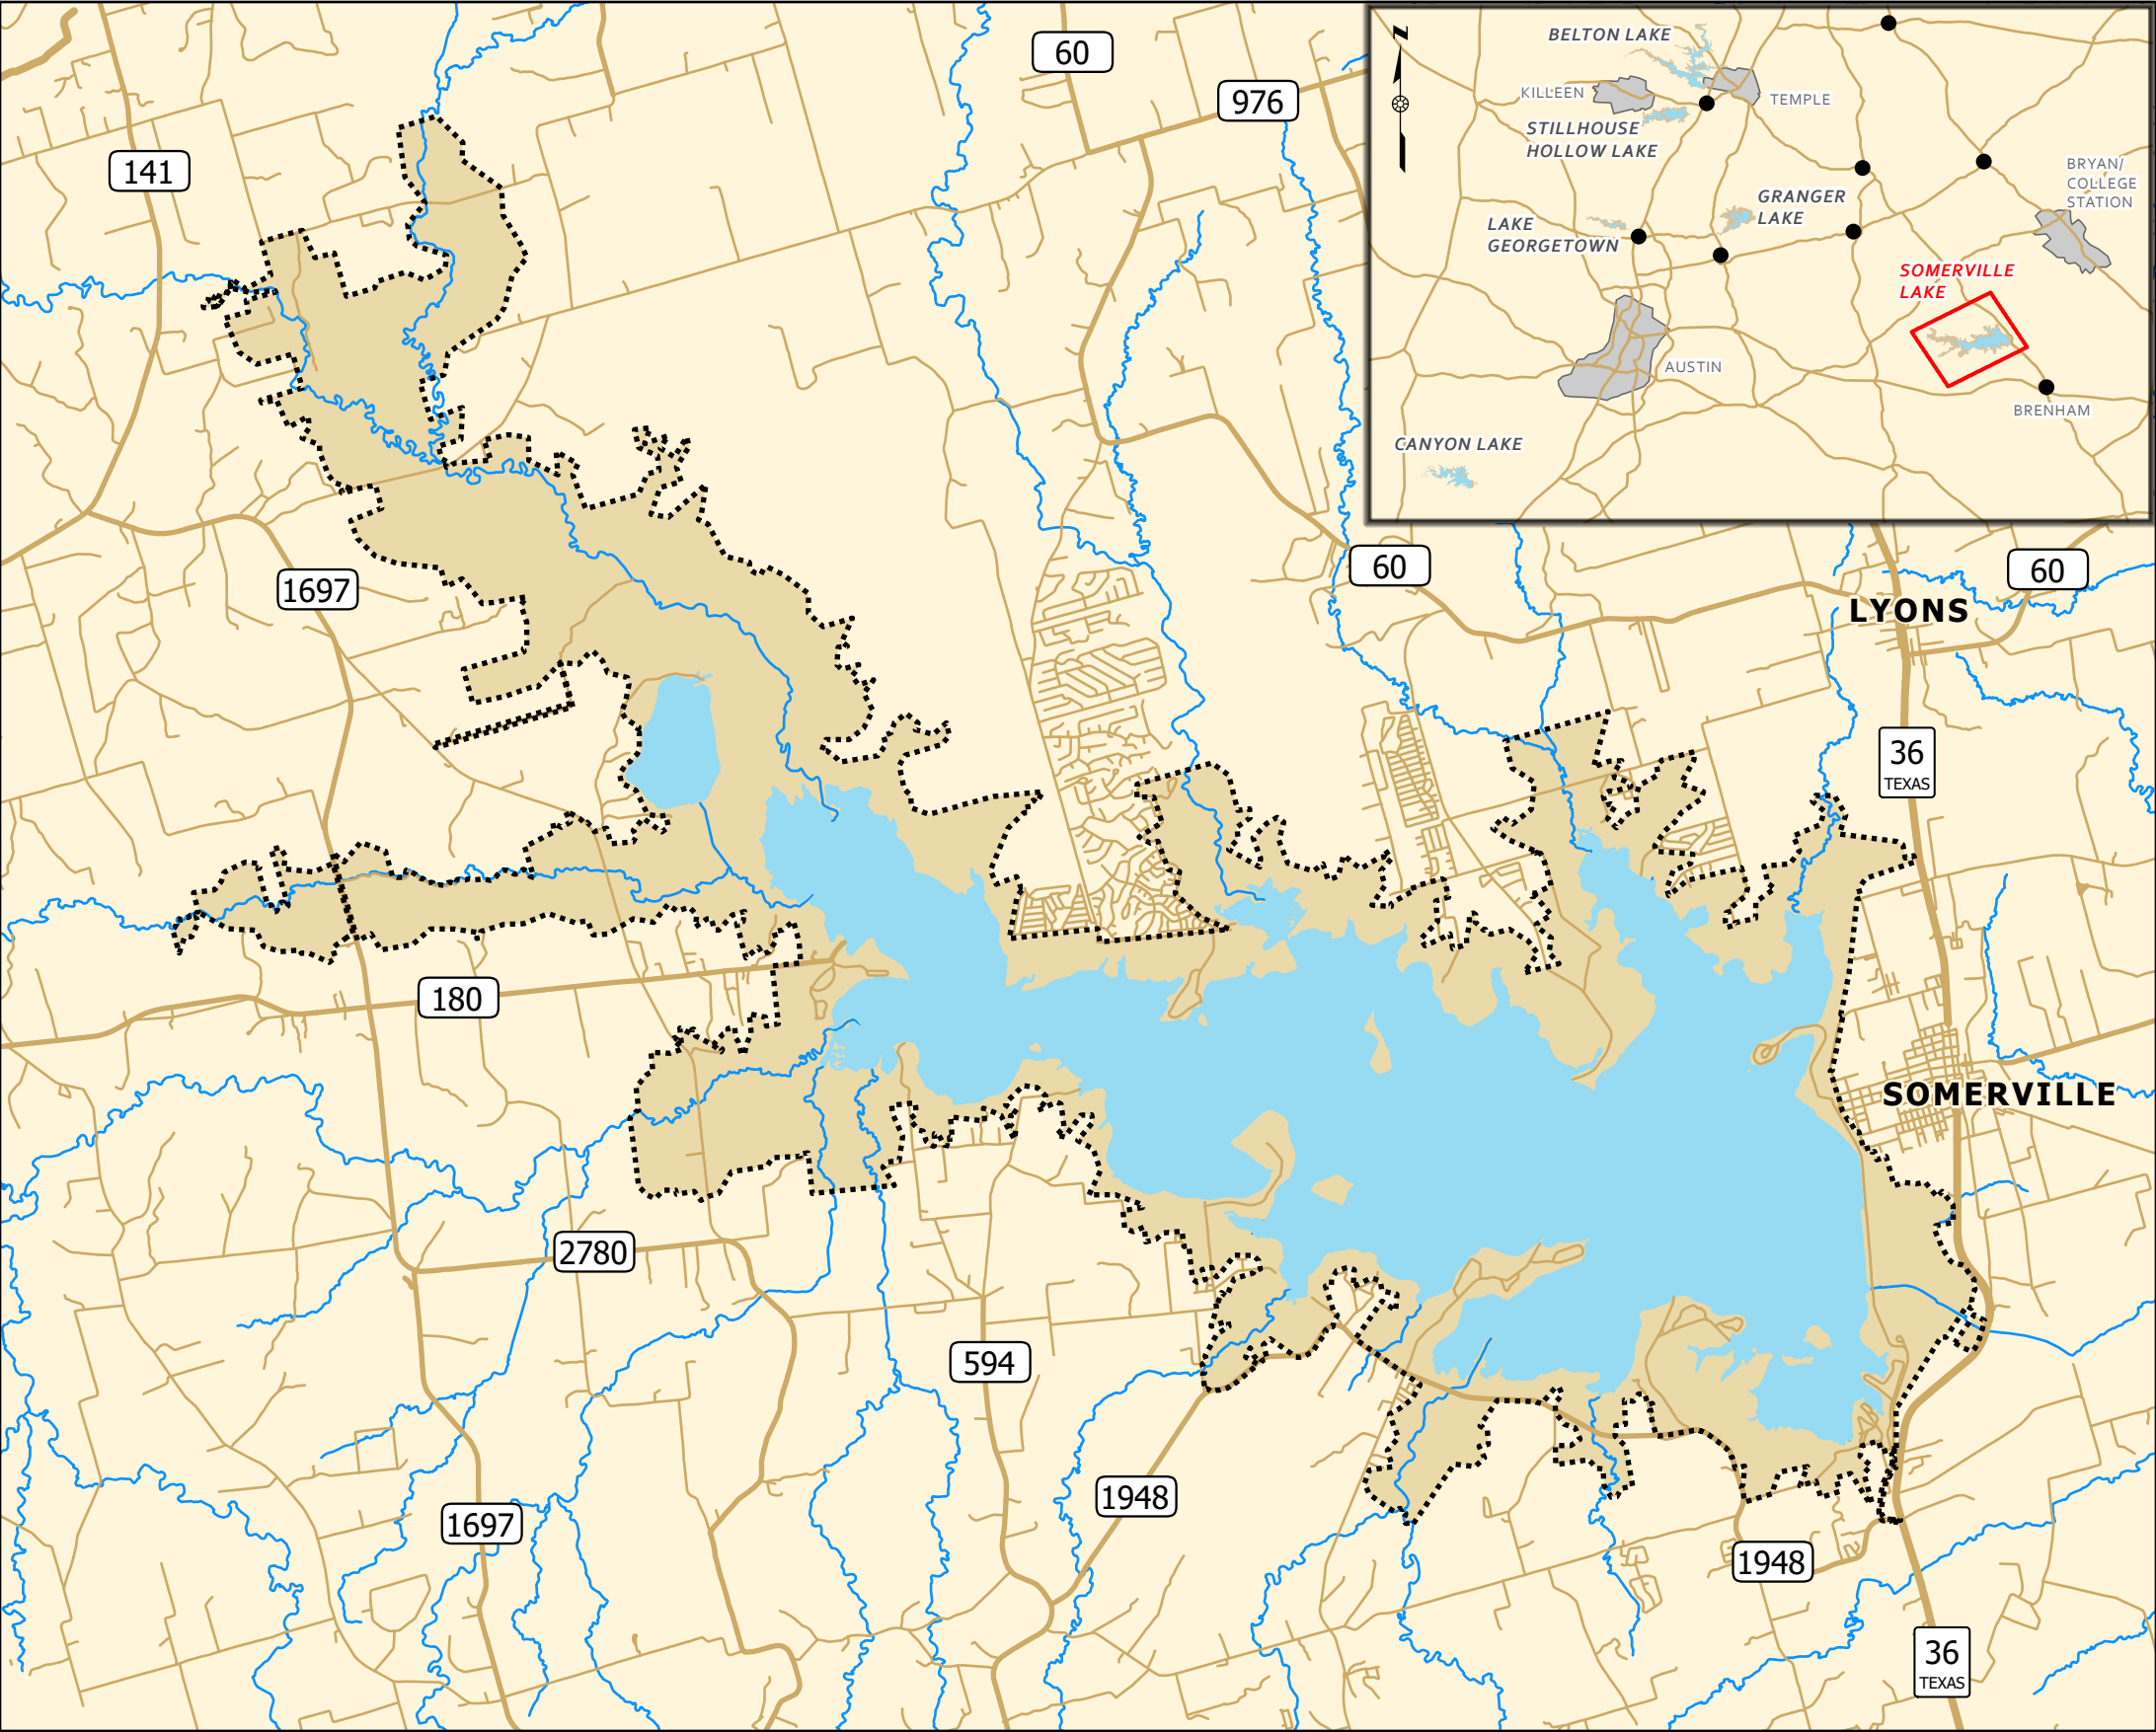 60
976
141
1697
60
60
LYONS
36
TEXAS
180
SOMERVILLE
2780
594
1948
1697
1948
36
TEXAS
N
BELTON LAKE
KILLEEN
TEMPLE
STILLHOUSE
HOLLOW LAKE
BRYAN/
COLLEGE
STATION
GRANGER
LAKE
LAKE
GEORGETOWN
SOMERVILLE
LAKE
AUSTIN
BRENHAM
CANYON LAKE